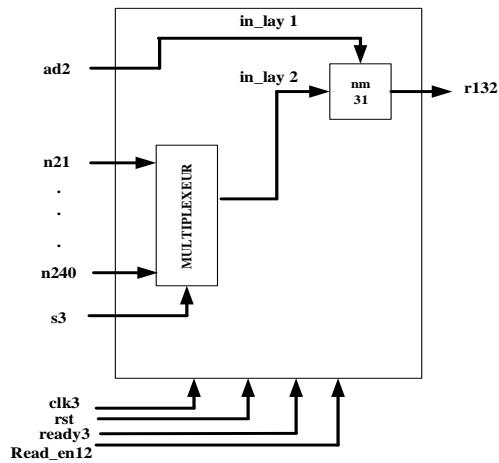 in_lay 1
ad2
in_lay 2
nm
31
r132
n21
.
.
.
MULTIPLEXEUR
n240
s3
clk3
rst
ready3
Read_en12